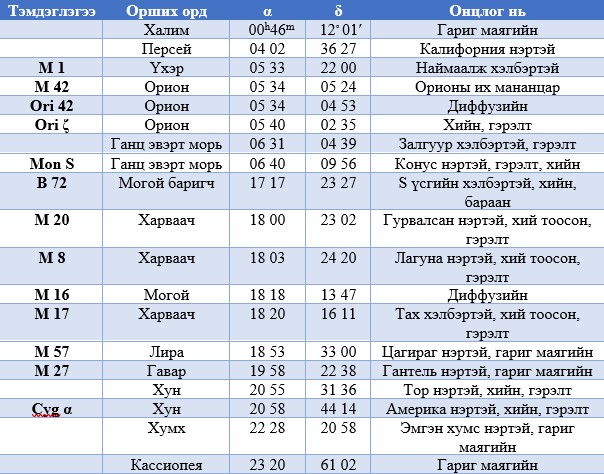 Тэмдэглэгээ Орших орд α δ Онцлог нь
Халим 00ʰ46ᵐ 12°01′ Гариг маягийн
Персей 04 02 36 27 Калифорния нэртэй
М 1 Үхэр 05 33 22 00 Наймаалж хэлбэртэй
М 42 Орион 05 34 05 24 Орионы их мананцар
Ori 42 Орион 05 34 04 53 Диффузийн
Ori ζ Орион 05 40 02 35 Хийн, гэрэлт
Ганц эвэрт морь 06 31 04 39 Залгуур хэлбэртэй, гэрэлт
Mon S Ганц эвэрт морь 06 40 09 56 Конус нэртэй, гэрэлт, хийн
B 72 Могой баригч 17 17 23 27 S үсгийн хэлбэртэй, хийн,
бараан
М 20 Харваач 18 00 23 02 Гурвалсан нэртэй, хий тоосон,
гэрэлт
М 8 Харваач 18 03 24 20 Лагуна нэртэй, хий тоосон,
гэрэлт
М 16 Могой 18 18 13 47 Диффузийн
М 17 Харваач 18 20 16 11 Тах хэлбэртэй, хий тоосон,
гэрэлт
М 57 Лира 18 53 33 00 Цагираг нэртэй, гариг маягийн
М 27 Гавар 19 58 22 38 Гантель нэртэй, гариг маягийн
Хун 20 55 31 36 Тор нэртэй, хийн, гэрэлт
Cyg α Хун 20 58 44 14 Америка нэртэй, хийн, гэрэлт
Хумх 22 28 20 58 Эмгэн хумс нэртэй, гариг
маягийн
Кассиопея 23 20 61 02 Гариг маягийн